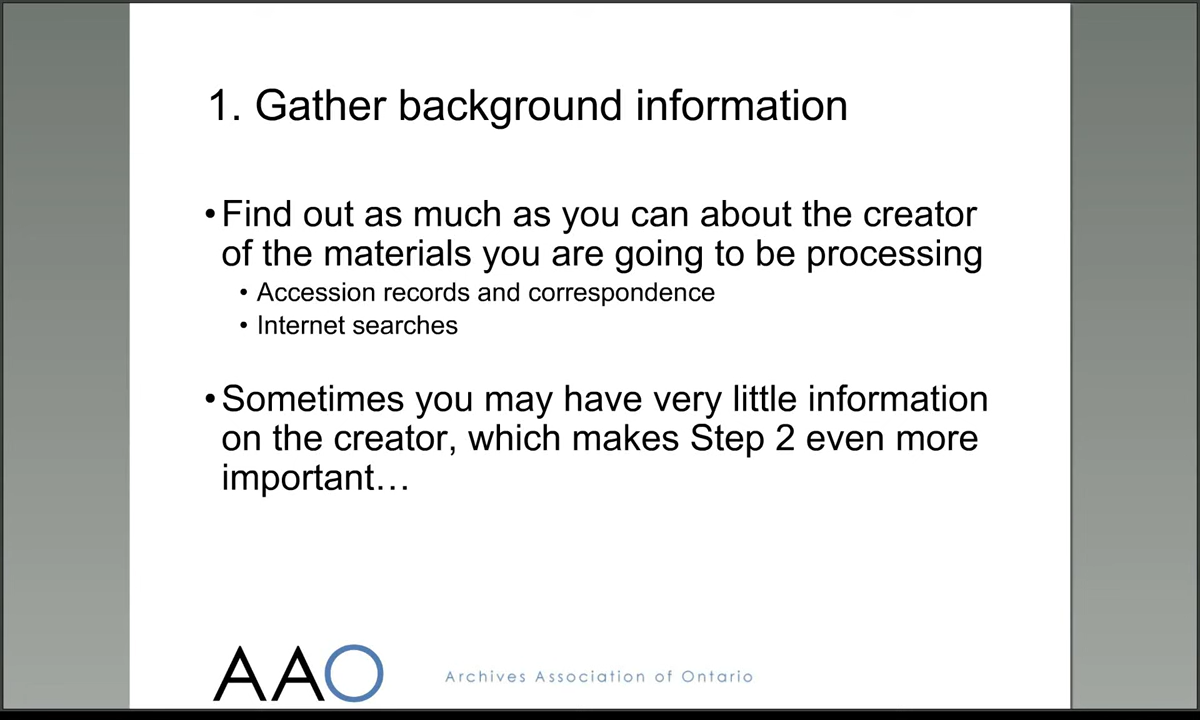 1. Gather background information
•Find out as much as you can about the creator
of the materials you are going to be processing
• Accession records and correspondence
• Internet searches
•Sometimes you may have very little information
on the creator, which makes Step 2 even more
important…
AAO
Archives Association of Ontario